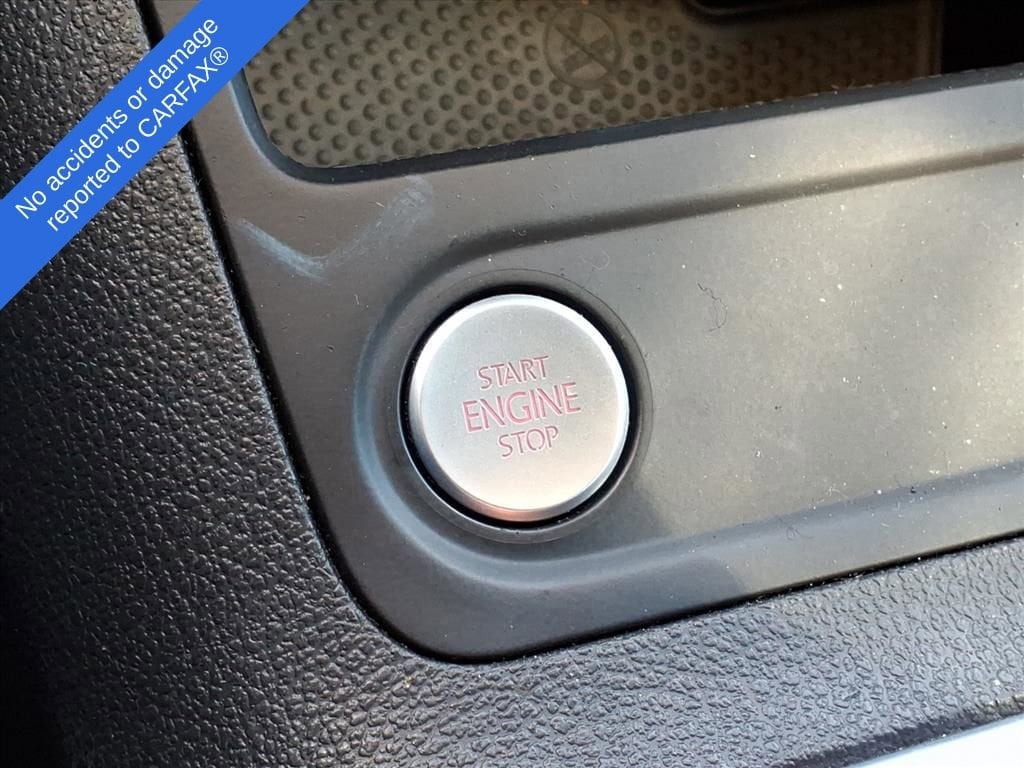 No accidents or damage
reported to CARFAX®
START
ENGINE
STOP